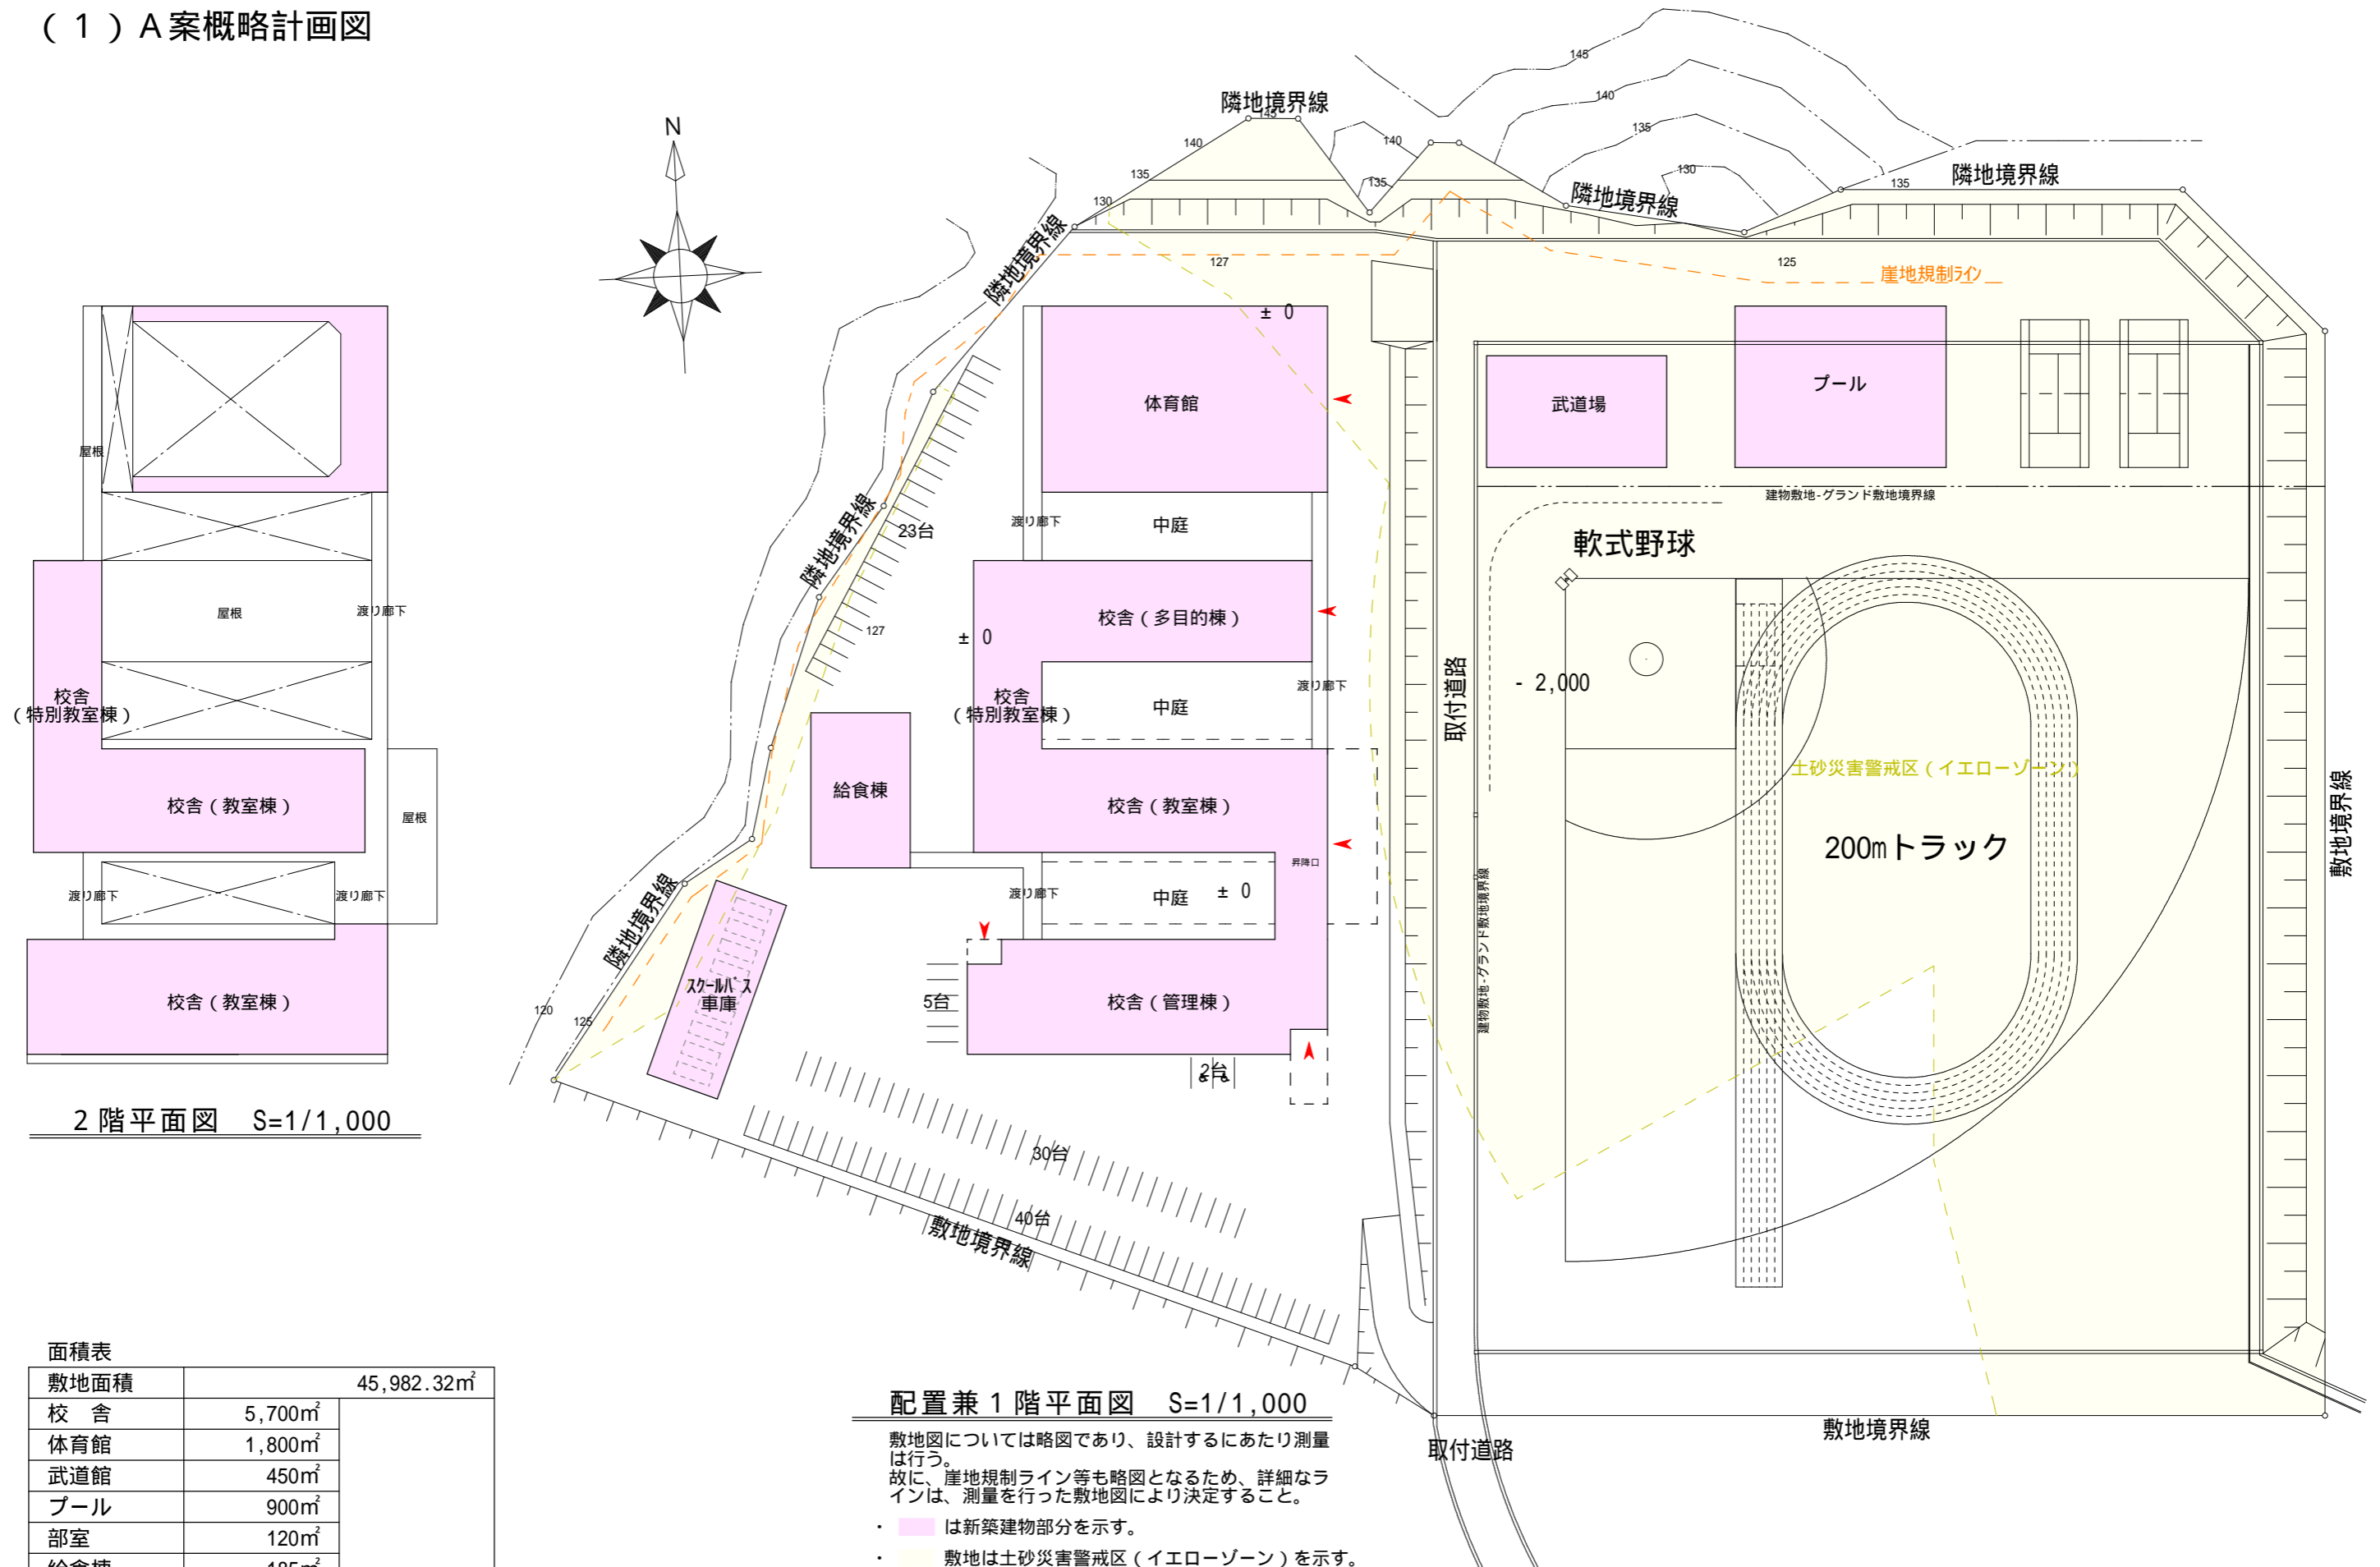 （１）Ａ案概略計画図
N
隣地境界線
145
140
135
130
隣地境界線
140
135
145
140
135
130
隣地境界線
135
隣地境界線
127
125
崖地規制ﾗｲﾝ
± 0
体育館
武道場
プール
建物敷地-グランド敷地境界線
屋根
渡り廊下
中庭
23台
隣地境界線
軟式野球
屋根
渡り廊下
127
± 0
校舎（多目的棟）
校舎
（特別教室棟）
校舎
（特別教室棟）
中庭
渡り廊下
取付道路
- 2,000
土砂災害警戒区（イエローゾーン）
200mトラック
敷地境界線
給食棟
校舎（教室棟）
校舎（教室棟）
屋根
昇降口
渡り廊下
渡り廊下
渡り廊下
中庭
± 0
建物敷地-グランド敷地境界線
隣地境界線
ｽｸｰﾙﾊﾞｽ
車庫
5台
校舎（管理棟）
校舎（教室棟）
120
125
2台
30台
40台
敷地境界線
２階平面図　S=1/1,000
面積表
敷地面積 45,982.32㎡
校　舎 5,700㎡
体育館 1,800㎡
武道館 450㎡
プール 900㎡
部室 120㎡
給食棟 185㎡
配置兼１階平面図　S=1/1,000
敷地図については略図であり、設計するにあたり測量
は行う。
故に、崖地規制ライン等も略図となるため、詳細なラ
インは、測量を行った敷地図により決定すること。
・　は新築建物部分を示す。
・　敷地は土砂災害警戒区（イエローゾーン）を示す。
取付道路
敷地境界線